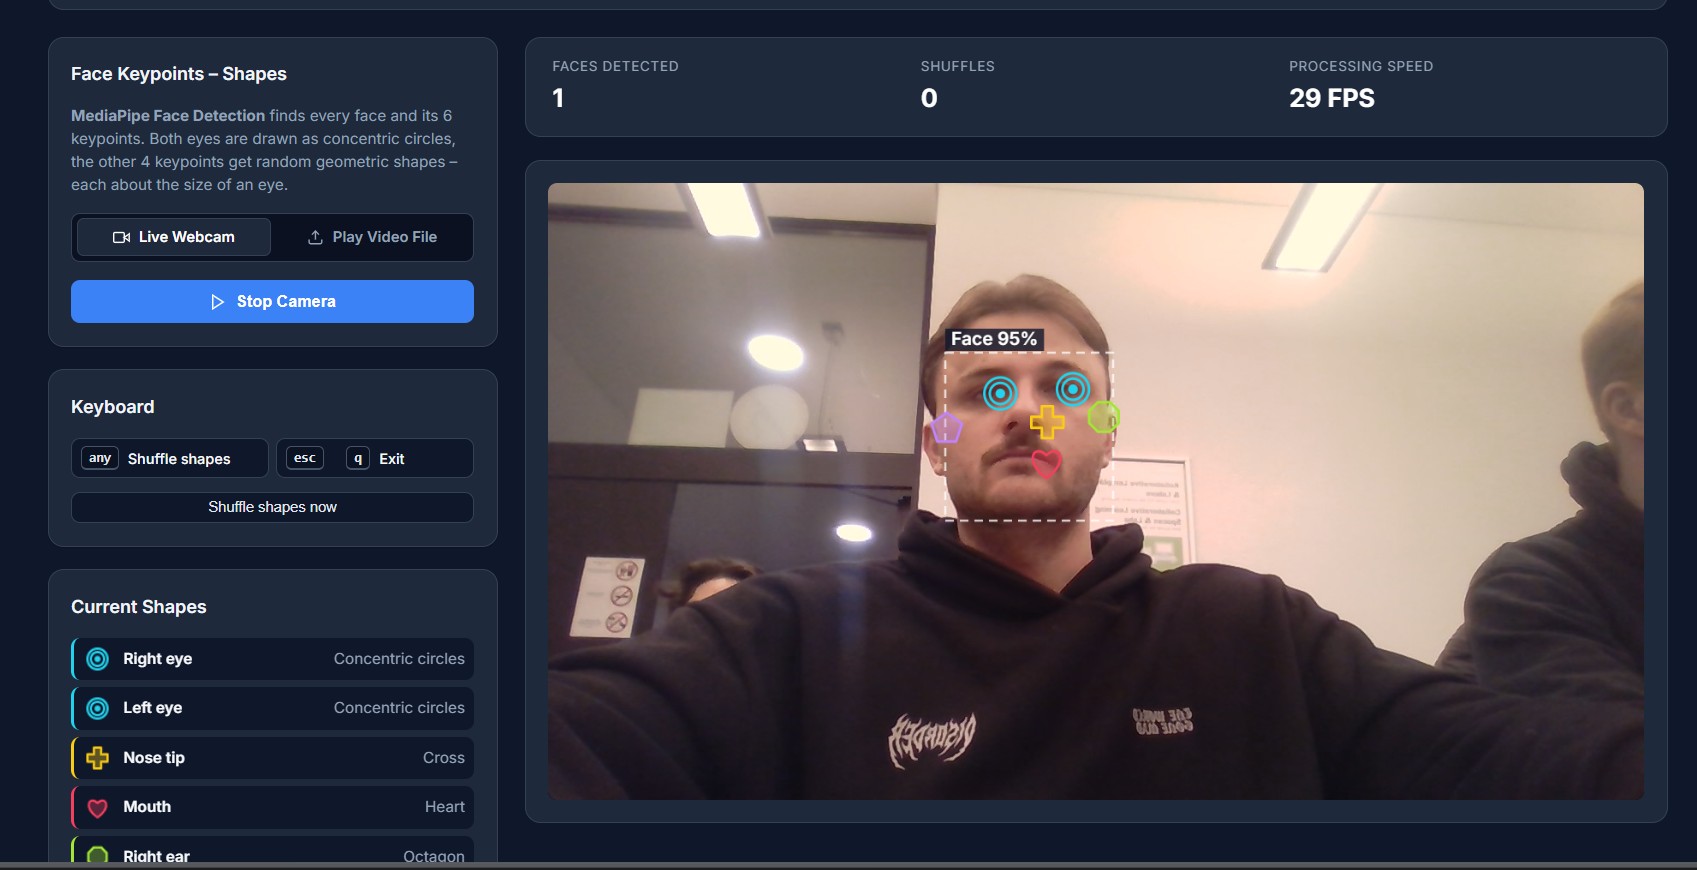 Face Keypoints – Shapes
MediaPipe Face Detection finds every face and its 6
keypoints. Both eyes are drawn as concentric circles,
the other 4 keypoints get random geometric shapes –
each about the size of an eye.
Live Webcam
Play Video File
Stop Camera
Keyboard
any Shuffle shapes
esc q Exit
Shuffle shapes now
Current Shapes
Right eye Concentric circles
Left eye Concentric circles
Nose tip Cross
Mouth Heart
Right ear Octagon
FACES DETECTED
1
SHUFFLES
0
PROCESSING SPEED
29 FPS
Face 95%
DISORDER